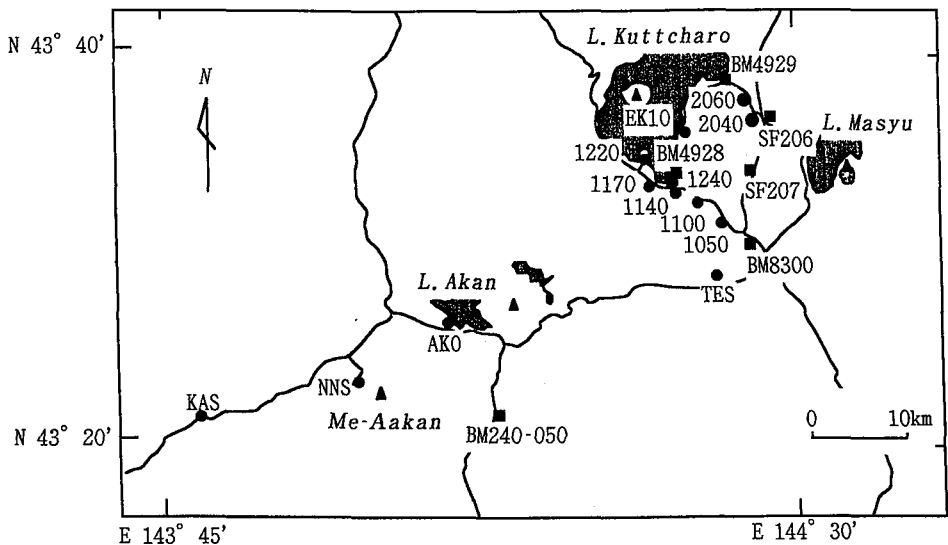 N 43° 40'
L. Kuttcharo
BM4929
N
2060
EK10
2040
SF206
L. Masyu
1220
BM4928
1170
1240
SF207
1140
1100
1050
BM8300
L. Akan
TES
AKO
NNS
KAS
Me-Aakan
0 10km
N 43° 20'
BM240-050
E 143° 45'
E 144° 30'